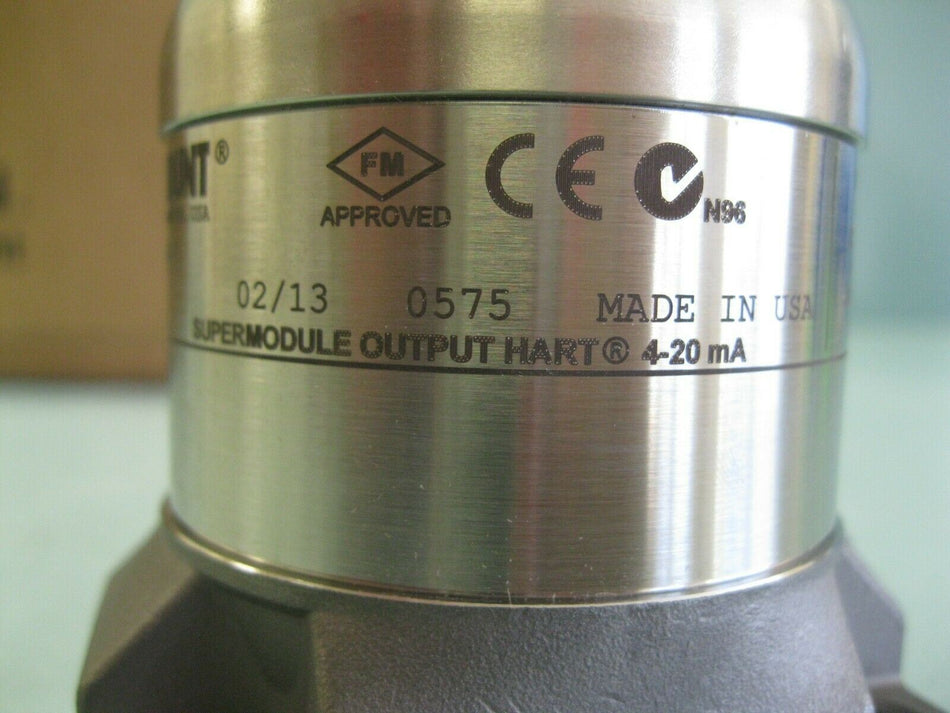 FM
APPROVED
CE
N96
02/13 0575 MADE IN USA
SUPERMODULE OUTPUT HART® 4-20 mA